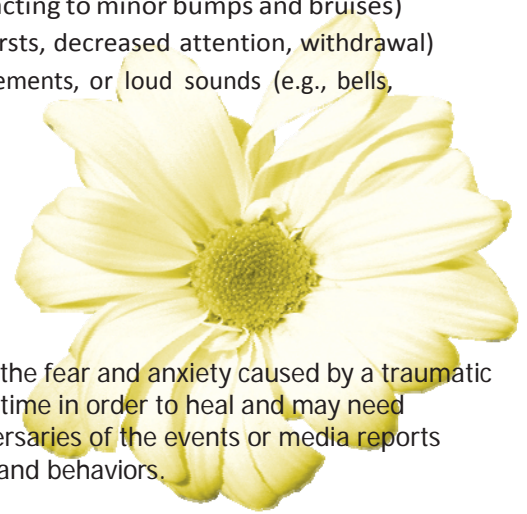 acting to minor bumps and bruises)
rsts, decreased attention, withdrawal)
ements, or loud sounds (e.g., bells,
the fear and anxiety caused by a traumatic
time in order to heal and may need
ersaries of the events or media reports
and behaviors.